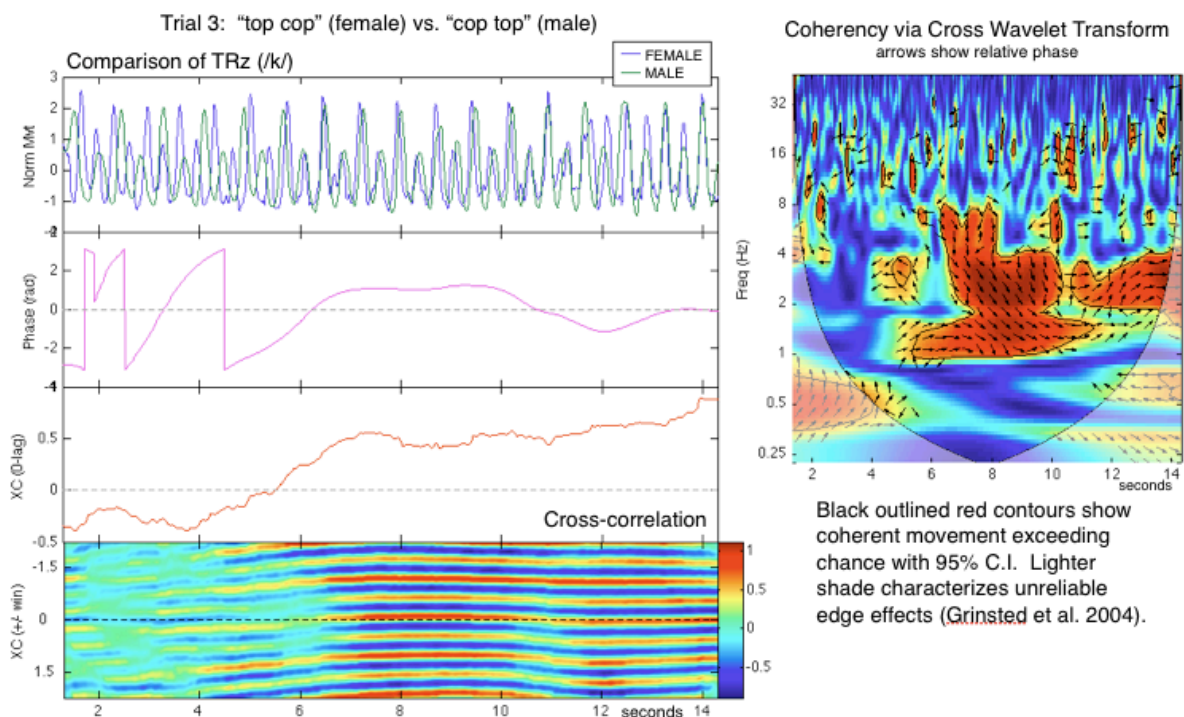 Trial 3: “top cop” (female) vs. “cop top” (male)
Comparison of TRz (/k/)
FEMALE
MALE
3
2
1
0
-1
Norm Mvt
2
0
-2
Phase (rad)
0.5
0
-0.5
XC (0-lag)
Cross-correlation
-1.5
0
1.5
XC (+/- win)
1
0.5
0
-0.5
2
4
6
8
10
12
seconds
14
Coherency via Cross Wavelet Transform
arrows show relative phase
32
16
8
4
2
1
0.5
0.25
Freq (Hz)
2
4
6
8
10
12
14
seconds
Black outlined red contours show
coherent movement exceeding
chance with 95% C.I. Lighter
shade characterizes unreliable
edge effects (Grinsted et al. 2004).